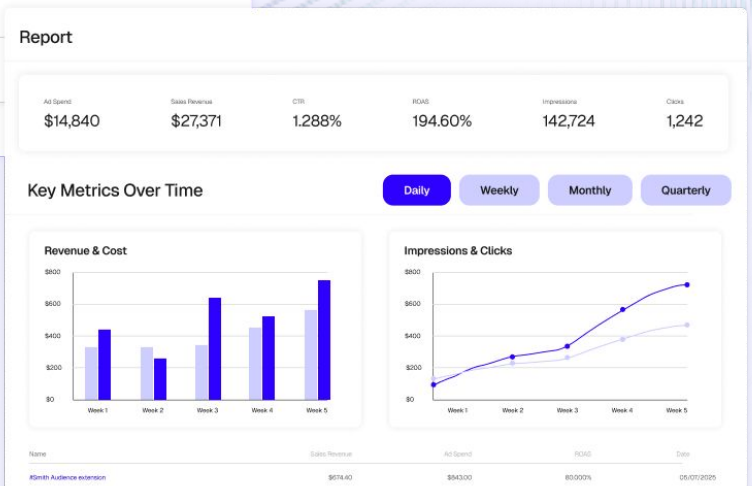 Report
Ad Spend Sales Revenue CTR ROAS Impressions Clicks
$14,840 $27,371 1.288% 194.60% 142,724 1,242
Key Metrics Over Time Daily Weekly Monthly Quarterly
Revenue & Cost Impressions & Clicks
$800 $800
$600 $600
$400 $400
$200 $200
$0 $0
Week 1 Week 2 Week 3 Week 4 Week 5 Week 1 Week 2 Week 3 Week 4 Week 5
Name Sales Revenue Ad Spend ROAS Date
#Smith Audience extension $674.40 $843.00 80.000% 05/07/2025